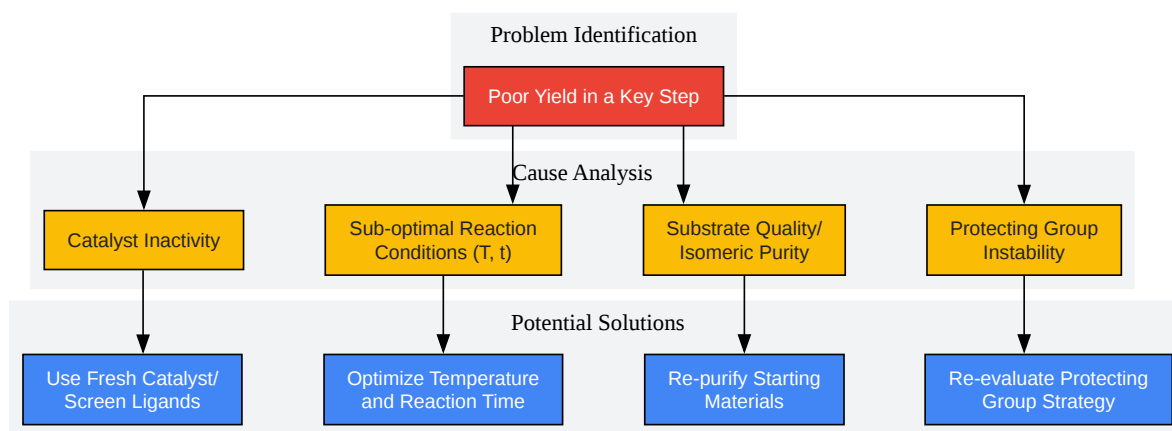 Problem Identification
Poor Yield in a Key Step
Cause Analysis
Catalyst Inactivity
Sub-optimal Reaction
Conditions (T, t)
Substrate Quality/
Isomeric Purity
Protecting Group
Instability
Potential Solutions
Use Fresh Catalyst/
Screen Ligands
Optimize Temperature
and Reaction Time
Re-purify Starting
Materials
Re-evaluate Protecting
Group Strategy